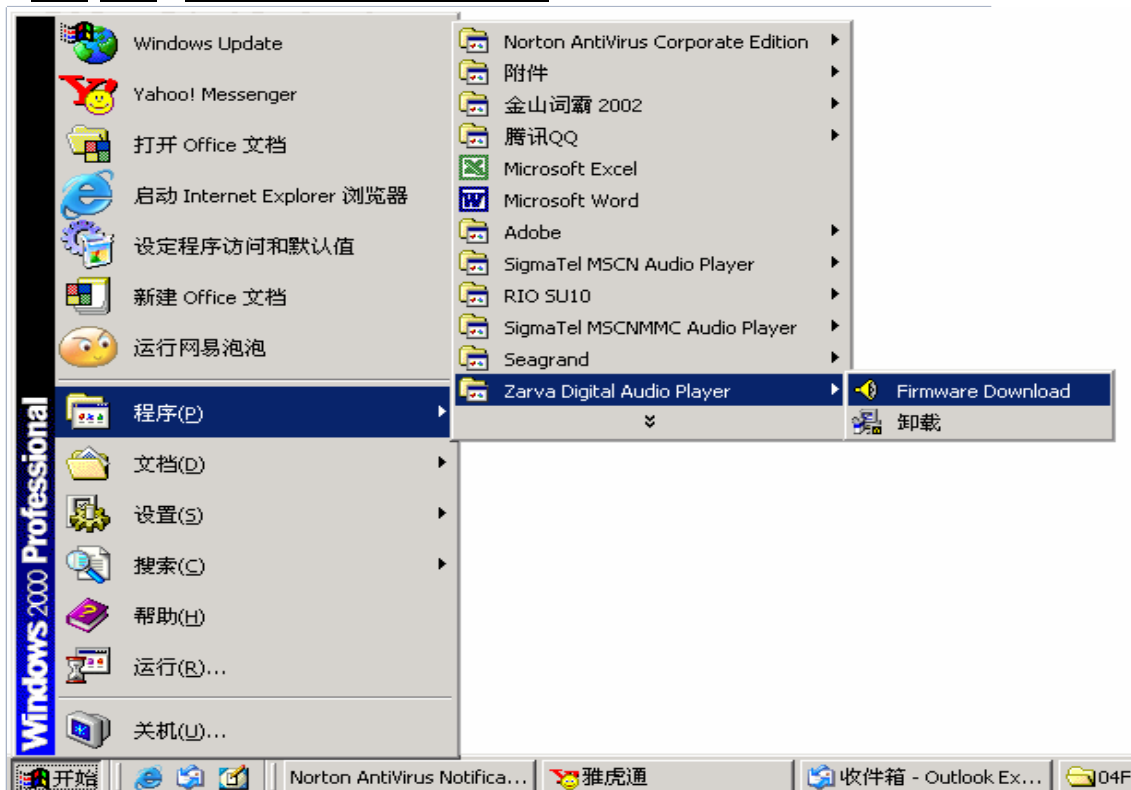 Windows Update
Yahoo! Messenger
打开 Office 文档
启动 Internet Explorer 浏览器
设定程序访问和默认值
新建 Office 文档
运行网易泡泡
程序(P)
文档(D)
设置(S)
搜索(C)
帮助(H)
运行(R)...
关机(U)...
Windows 2000 Professional
Norton AntiVirus Corporate Edition
附件
金山词霸 2002
腾讯QQ
Microsoft Excel
Microsoft Word
Adobe
SigmaTel MSCN Audio Player
RIO SU10
SigmaTel MSCNMMC Audio Player
Seagrand
Zarva Digital Audio Player
Firmware Download
卸载
开始
Norton AntiVirus Notifica...
雅虎通
收件箱 - Outlook Ex...
04F